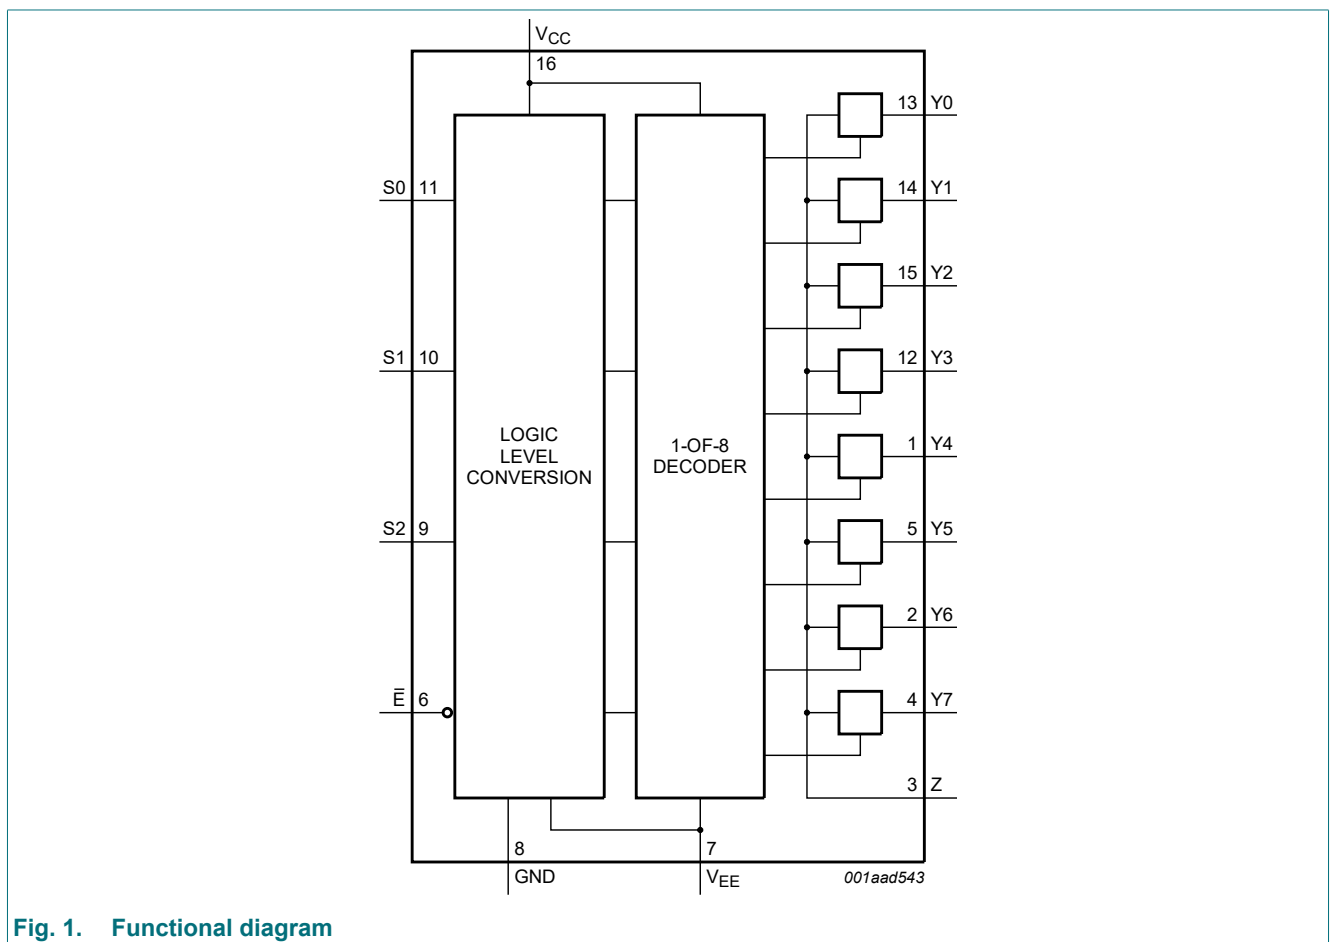 VCC
16
13 Y0
S0 11
14 Y1
15 Y2
S1 10
12 Y3
LOGIC
LEVEL
CONVERSION
1-OF-8
DECODER
1 Y4
S2 9
5 Y5
2 Y6
E̅ 6
4 Y7
3 Z
8
7
GND
VEE
001aad543
Fig. 1. Functional diagram